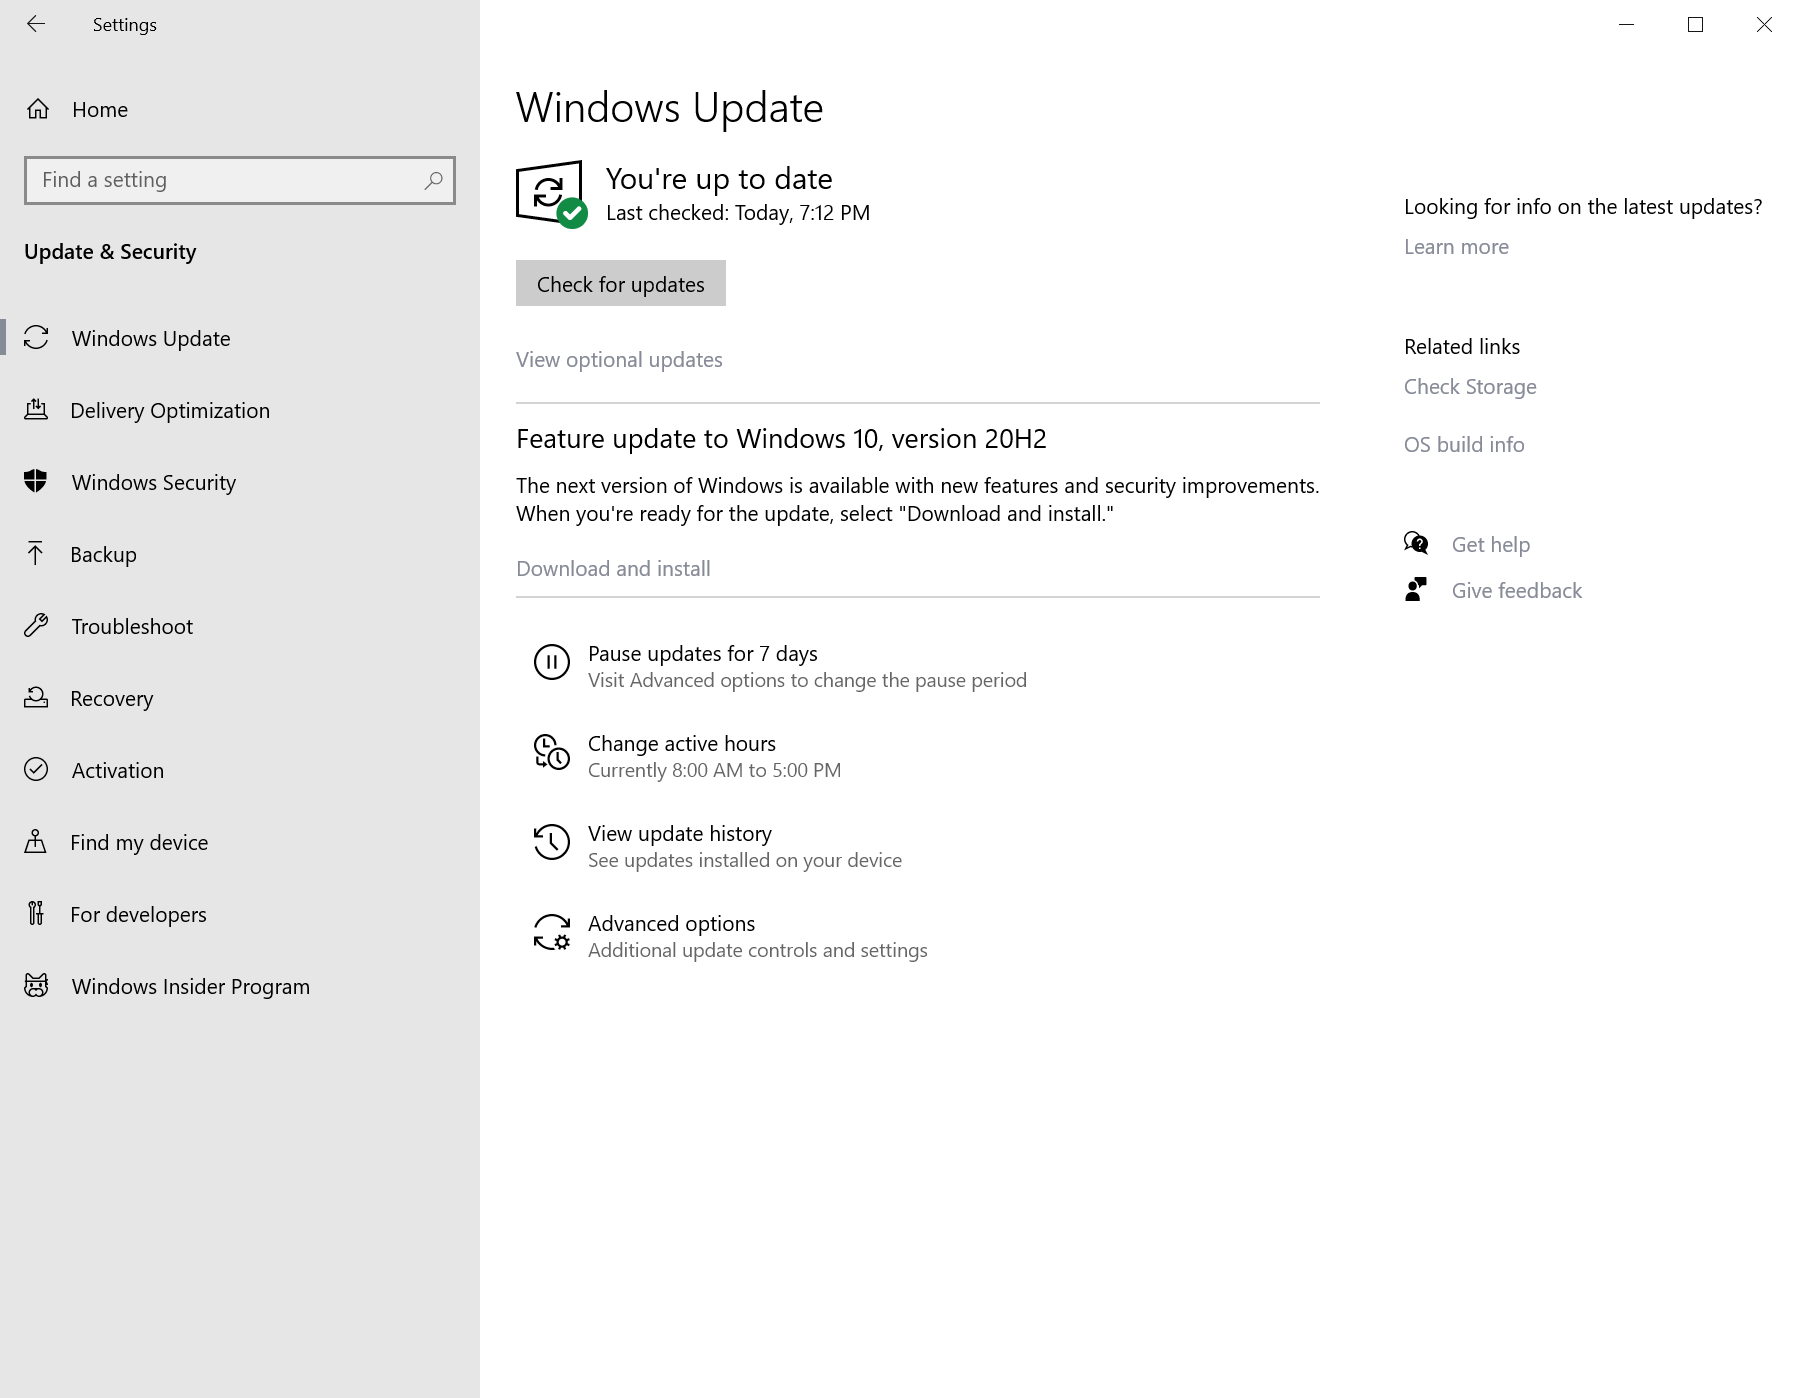 Settings
Home
Find a setting
Update & Security
Windows Update
Delivery Optimization
Windows Security
Backup
Troubleshoot
Recovery
Activation
Find my device
For developers
Windows Insider Program
Windows Update
You're up to date
Last checked: Today, 7:12 PM
Check for updates
View optional updates
Feature update to Windows 10, version 20H2
The next version of Windows is available with new features and security improvements.
When you're ready for the update, select "Download and install."
Download and install
Pause updates for 7 days
Visit Advanced options to change the pause period
Change active hours
Currently 8:00 AM to 5:00 PM
View update history
See updates installed on your device
Advanced options
Additional update controls and settings
Looking for info on the latest updates?
Learn more
Related links
Check Storage
OS build info
Get help
Give feedback